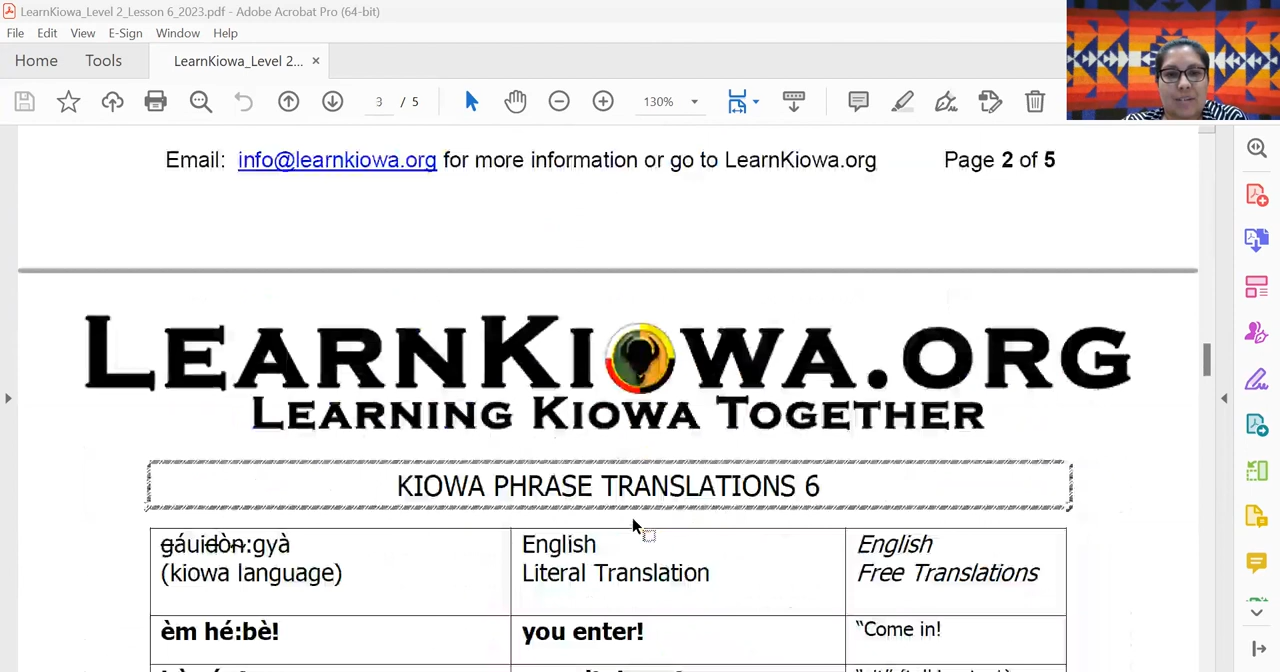 LearnKiowa_Level 2_Lesson 6_2023.pdf - Adobe Acrobat Pro (64-bit)
File Edit View E-Sign Window Help
Home Tools LearnKiowa_Level 2... ×
3 / 5 130%
Email: info@learnkiowa.org for more information or go to LearnKiowa.org Page 2 of 5
LEARNKIOWA.ORG
LEARNING KIOWA TOGETHER
KIOWA PHRASE TRANSLATIONS 6
g̶áuidòn:gyà English English
(kiowa language) Literal Translation Free Translations
èm hé:bè! you enter! “Come in!